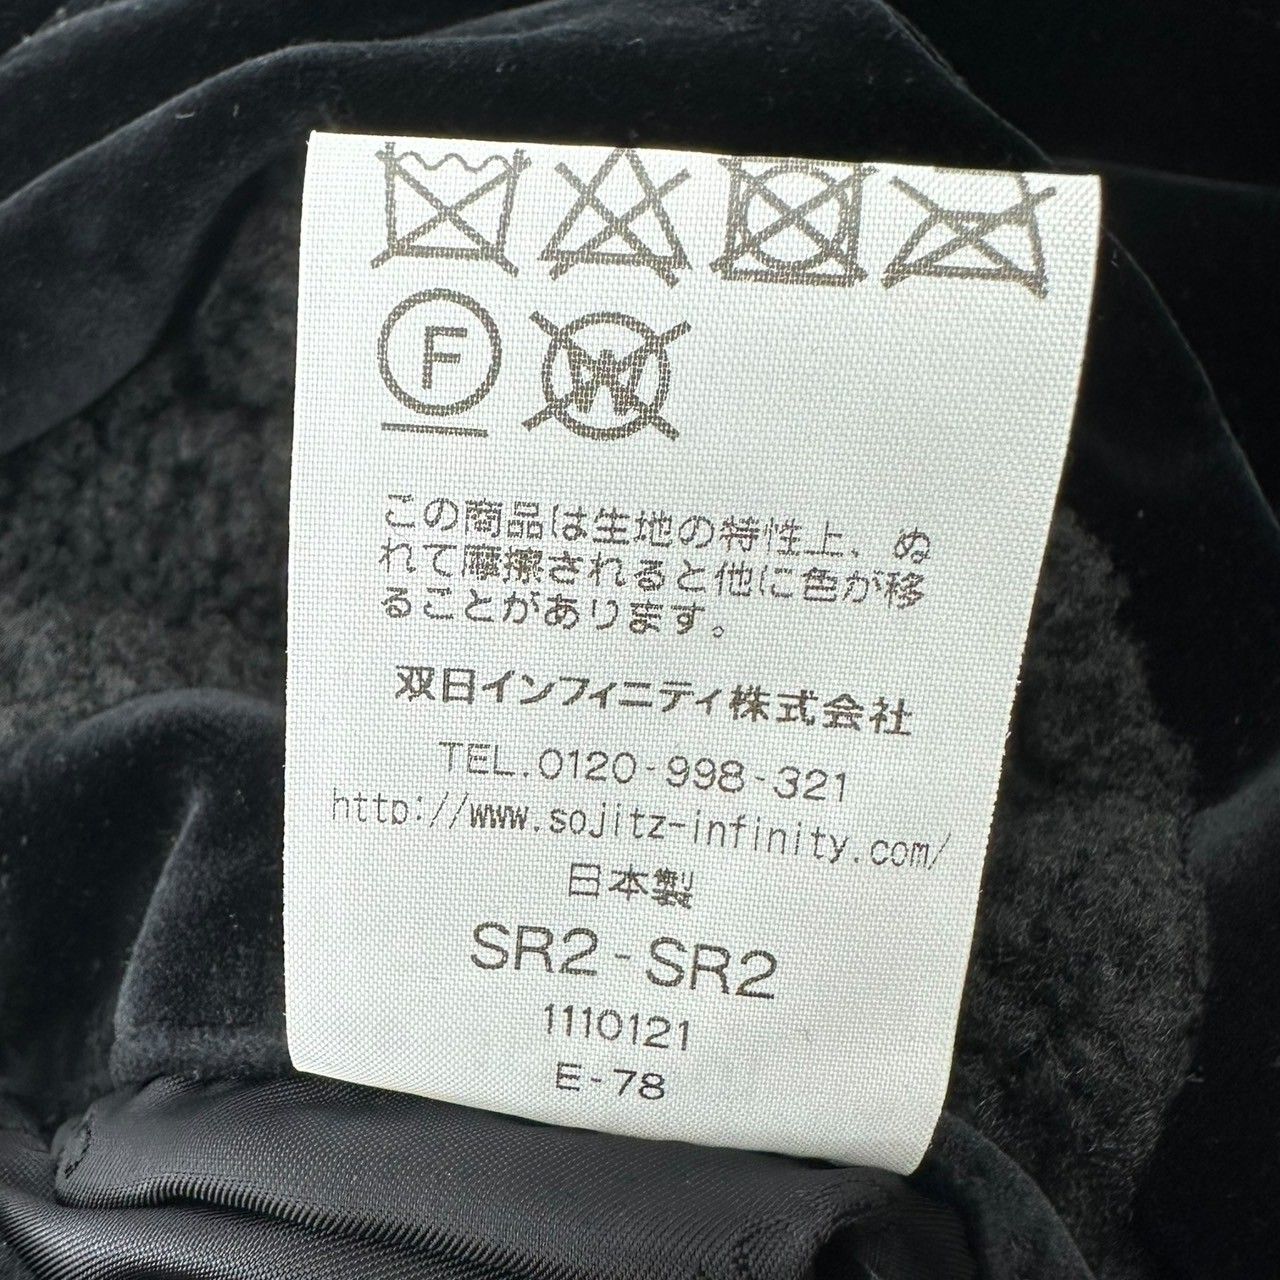 F
W
この商品は生地の特性上、ぬ
れて摩擦されると他に色が移
ることがあります。
双日インフィニティ株式会社
TEL.0120-998-321
http://www.sojitz-infinity.com/
日本製
SR2-SR2
1110121
E-78